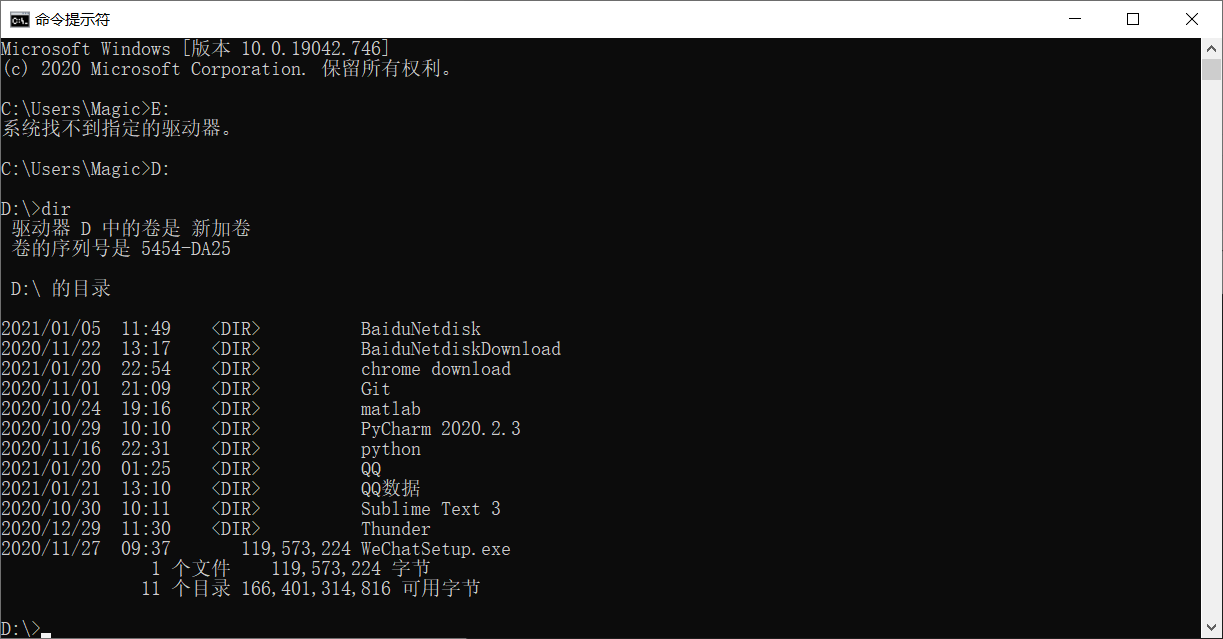 命令提示符
Microsoft Windows [版本 10.0.19042.746]
(c) 2020 Microsoft Corporation. 保留所有权利。
C:\Users\Magic>E:
系统找不到指定的驱动器。
C:\Users\Magic>D:
D:\>dir
驱动器 D 中的卷是 新加卷
卷的序列号是 5454-DA25
D:\ 的目录
2021/01/05  11:49    <DIR>          BaiduNetdisk
2020/11/22  13:17    <DIR>          BaiduNetdiskDownload
2021/01/20  22:54    <DIR>          chrome download
2020/11/01  21:09    <DIR>          Git
2020/10/24  19:16    <DIR>          matlab
2020/10/29  10:10    <DIR>          PyCharm 2020.2.3
2020/11/16  22:31    <DIR>          python
2021/01/20  01:25    <DIR>          QQ
2021/01/21  13:10    <DIR>          QQ数据
2020/10/30  10:11    <DIR>          Sublime Text 3
2020/12/29  11:30    <DIR>          Thunder
2020/11/27  09:37       119,573,224 WeChatSetup.exe
1 个文件    119,573,224 字节
11 个目录 166,401,314,816 可用字节
D:\>